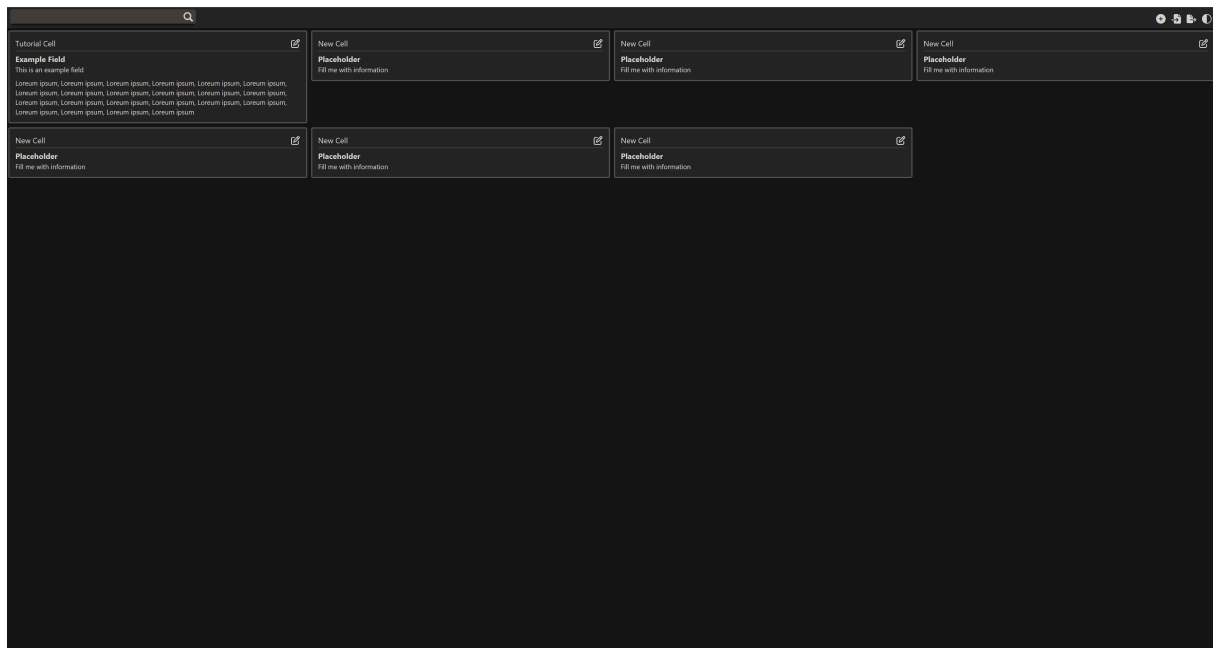 Tutorial Cell
Example Field
This is an example field
Loreum ipsum, Loreum ipsum, Loreum ipsum, Loreum ipsum, Loreum ipsum, Loreum ipsum,
Loreum ipsum, Loreum ipsum, Loreum ipsum, Loreum ipsum, Loreum ipsum, Loreum ipsum,
Loreum ipsum, Loreum ipsum, Loreum ipsum, Loreum ipsum, Loreum ipsum, Loreum ipsum,
Loreum ipsum, Loreum ipsum, Loreum ipsum, Loreum ipsum
New Cell
Placeholder
Fill me with information
New Cell
Placeholder
Fill me with information
New Cell
Placeholder
Fill me with information
New Cell
Placeholder
Fill me with information
New Cell
Placeholder
Fill me with information
New Cell
Placeholder
Fill me with information